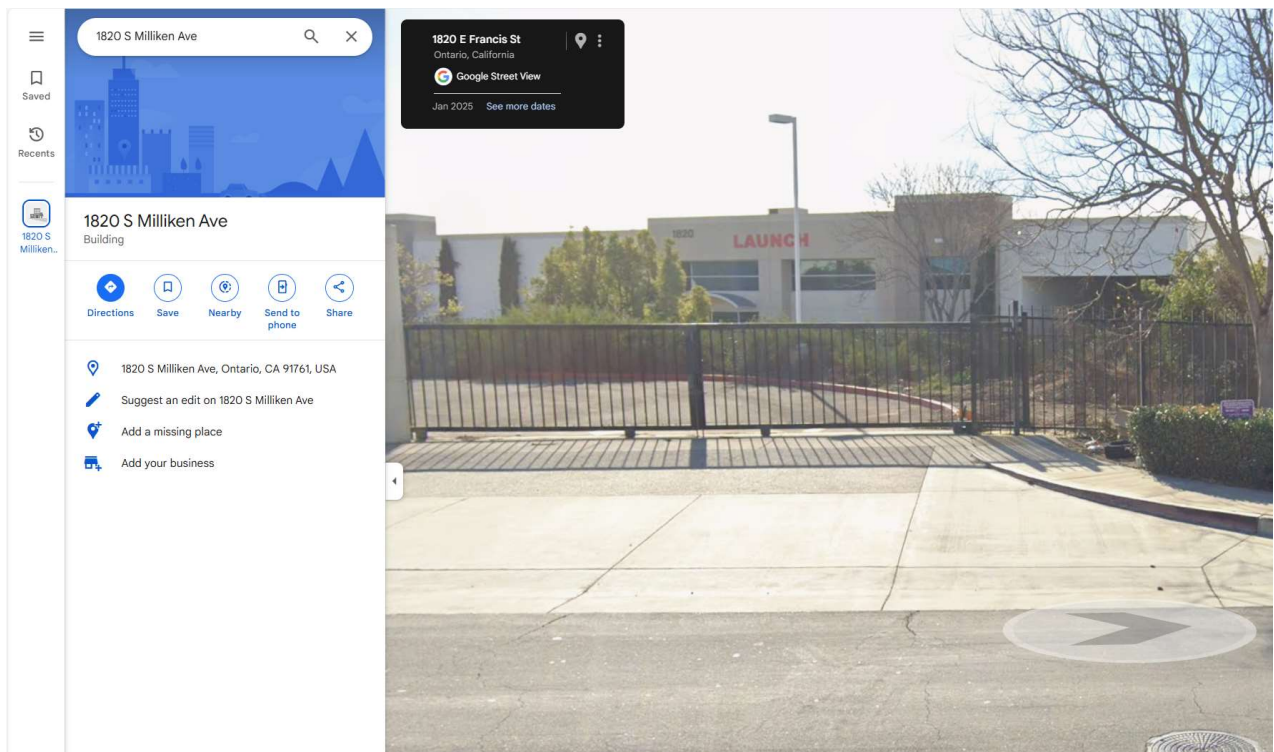 1820 S Milliken Ave
Saved
Recents
1820 S
Milliken..
1820 S Milliken Ave
Building
Directions
Save
Nearby
Send to
phone
Share
1820 S Milliken Ave, Ontario, CA 91761, USA
Suggest an edit on 1820 S Milliken Ave
Add a missing place
Add your business
1820 E Francis St
Ontario, California
Google Street View
Jan 2025 See more dates
1820
LAUNCH